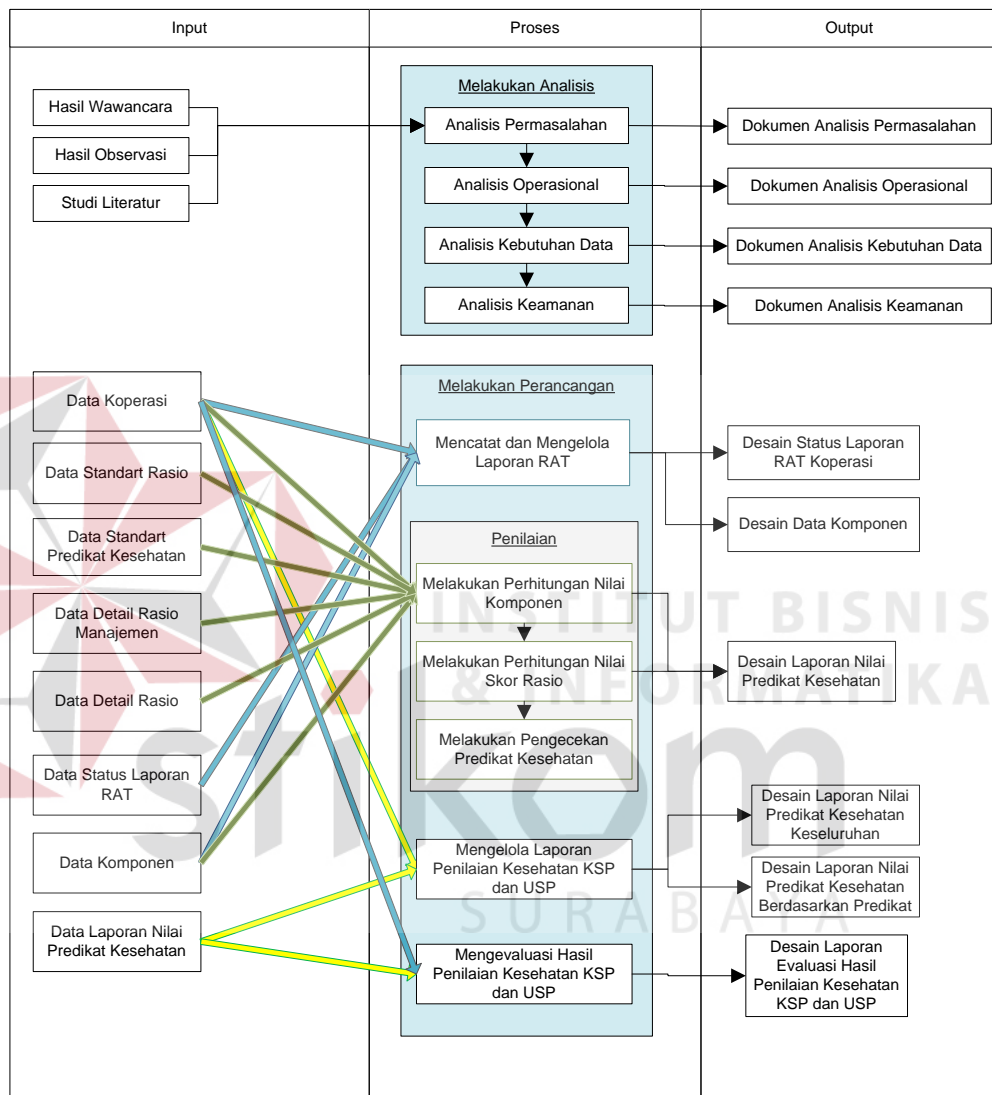 Input
Proses
Output
Hasil Wawancara
Hasil Observasi
Studi Literatur
Melakukan Analisis
Analisis Permasalahan
Analisis Operasional
Analisis Kebutuhan Data
Analisis Keamanan
Dokumen Analisis Permasalahan
Dokumen Analisis Operasional
Dokumen Analisis Kebutuhan Data
Dokumen Analisis Keamanan
Data Koperasi
Data Standart Rasio
Data Standart
Predikat Kesehatan
Data Detail Rasio
Manajemen
Data Detail Rasio
Data Status Laporan
RAT
Data Komponen
Data Laporan Nilai
Predikat Kesehatan
Melakukan Perancangan
Mencatat dan Mengelola
Laporan RAT
Penilaian
Melakukan Perhitungan Nilai
Komponen
Melakukan Perhitungan Nilai
Skor Rasio
Melakukan Pengecekan
Predikat Kesehatan
Mengelola Laporan
Penilaian Kesehatan KSP
dan USP
Mengevaluasi Hasil
Penilaian Kesehatan KSP
dan USP
Desain Status Laporan
RAT Koperasi
Desain Data Komponen
Desain Laporan Nilai
Predikat Kesehatan
Desain Laporan Nilai
Predikat Kesehatan
Keseluruhan
Desain Laporan Nilai
Predikat Kesehatan
Berdasarkan Predikat
Desain Laporan
Evaluasi Hasil
Penilaian Kesehatan
KSP dan USP
INSTITUT BISNIS
& INFORMATIKA
stikom
SURABAYA